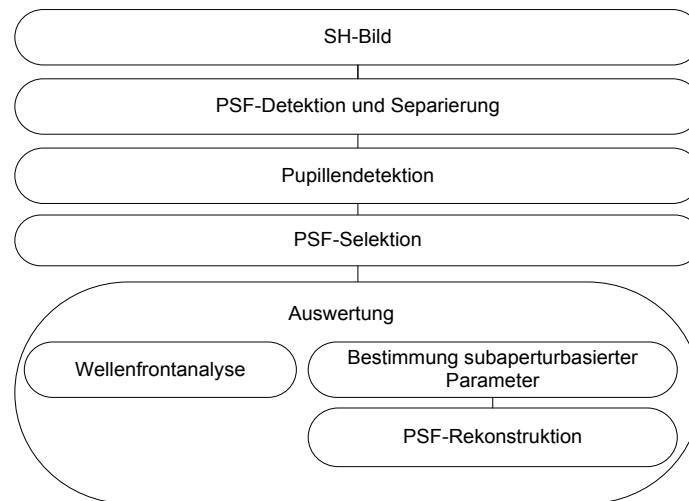 SH-Bild
PSF-Detektion und Separierung
Pupillendetektion
PSF-Selektion
Auswertung
Wellenfrontanalyse
Bestimmung subaperturbasierter
Parameter
PSF-Rekonstruktion